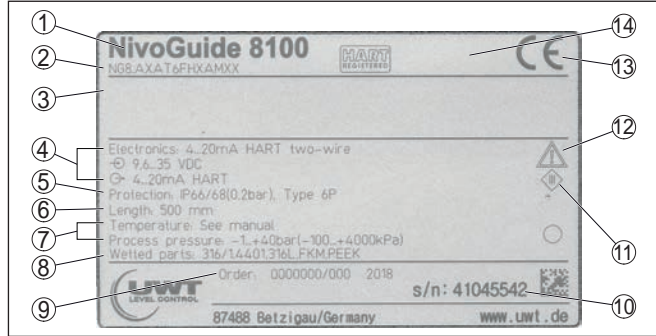 1
NivoGuide 8100
HART
REGISTERED
14
CE
13
2
NG8.AXAT6FHXAMXX
3
4
Electronics: 4..20mA HART two-wire
12
9,6..35 VDC
4..20mA HART
5
Protection: IP66/68(0.2bar), Type 6P
6
Length: 500 mm
11
7
Temperature: See manual
Process pressure: -1..+40bar(-100..+4000kPa)
8
Wetted parts: 316/1.4401.316L,FKM,PEEK
9
Order: 0000000/000 2018
UWT
LEVEL CONTROL
s/n: 41045542
10
87488 Betzigau/Germany
www.uwt.de